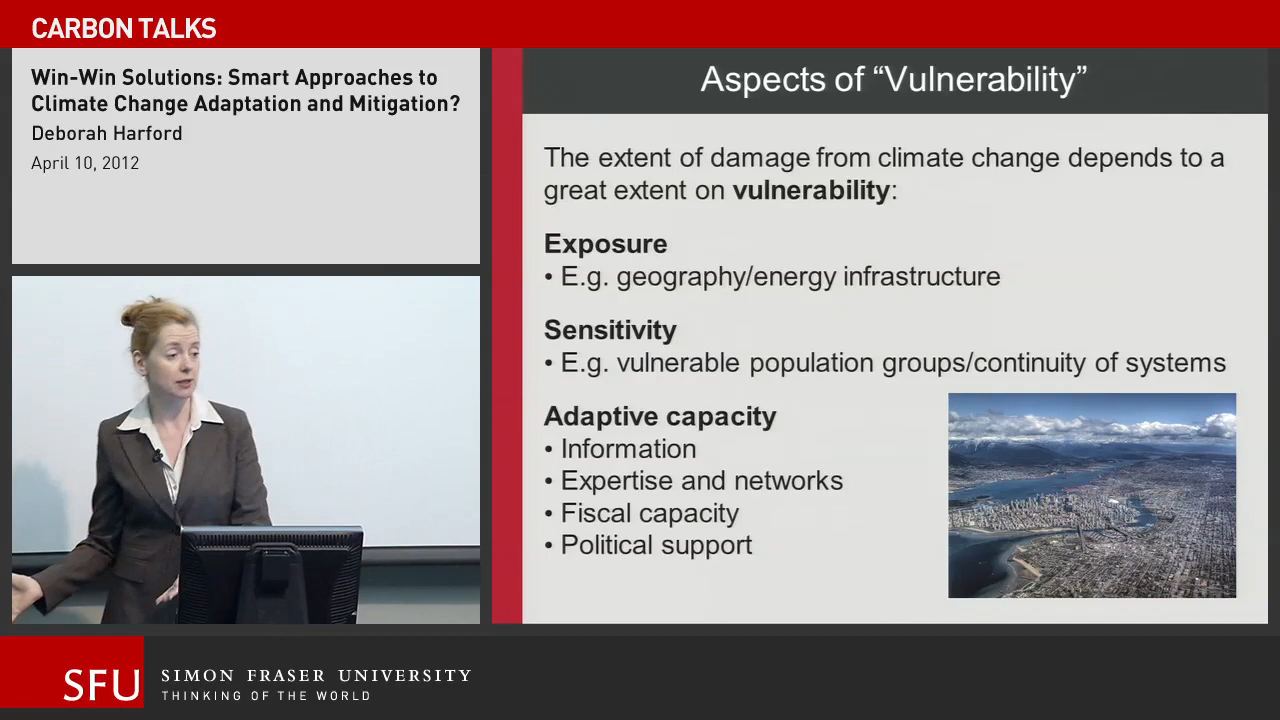 CARBON TALKS
Win-Win Solutions: Smart Approaches to
Climate Change Adaptation and Mitigation?
Deborah Harford
April 10, 2012
Aspects of “Vulnerability”
The extent of damage from climate change depends to a
great extent on vulnerability:
Exposure
• E.g. geography/energy infrastructure
Sensitivity
• E.g. vulnerable population groups/continuity of systems
Adaptive capacity
• Information
• Expertise and networks
• Fiscal capacity
• Political support
SFU
SIMON FRASER UNIVERSITY
THINKING OF THE WORLD